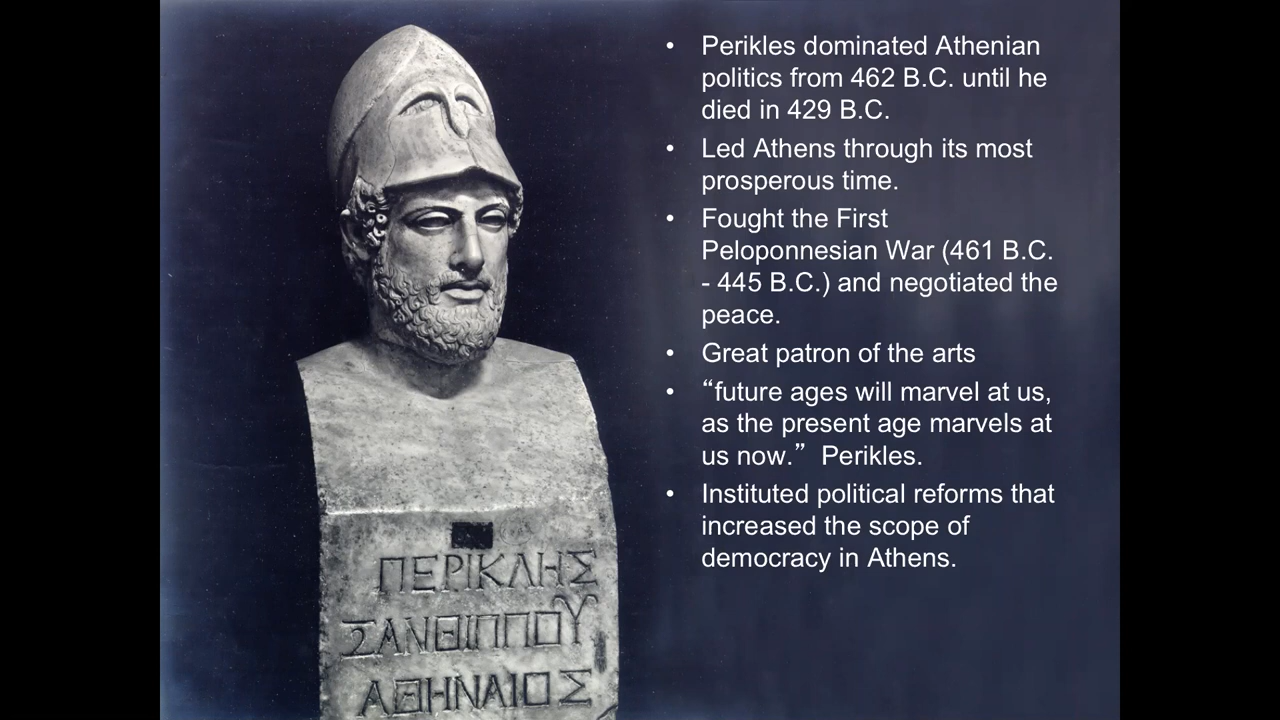 • Perikles dominated Athenian
politics from 462 B.C. until he
died in 429 B.C.
• Led Athens through its most
prosperous time.
• Fought the First
Peloponnesian War (461 B.C.
- 445 B.C.) and negotiated the
peace.
• Great patron of the arts
• “future ages will marvel at us,
as the present age marvels at
us now.”  Perikles.
• Instituted political reforms that
increased the scope of
democracy in Athens.
ΠΕΡΙΚΛΗΣ
ΞΑΝΘΙΠΠΟΥ
ΑΘΗΝΑΙΟΣ